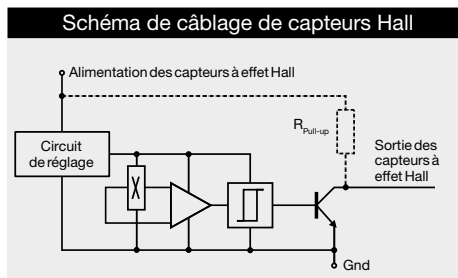 Schéma de câblage de capteurs Hall
Alimentation des capteurs à effet Hall
R Pull-up
Circuit
de réglage
Sortie des
capteurs à
effet Hall
Gnd